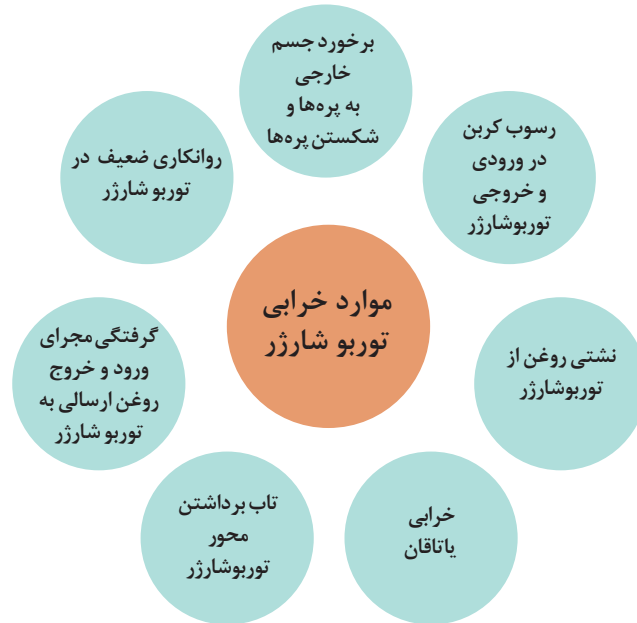 موارد خرابی
توربو شارژر
برخورد جسم
خارجی
به پره‌ها و
شکستن پره‌ها
رسوب کربن
در ورودی
و خروجی
توربوشارژر
نشتی روغن از
توربوشارژر
خرابی
یاتاقان
تاب برداشتن
محور
توربوشارژر
گرفتگی مجرای
ورود و خروج
روغن ارسالی به
توربو شارژر
روانکاری ضعیف در
توربو شارژر